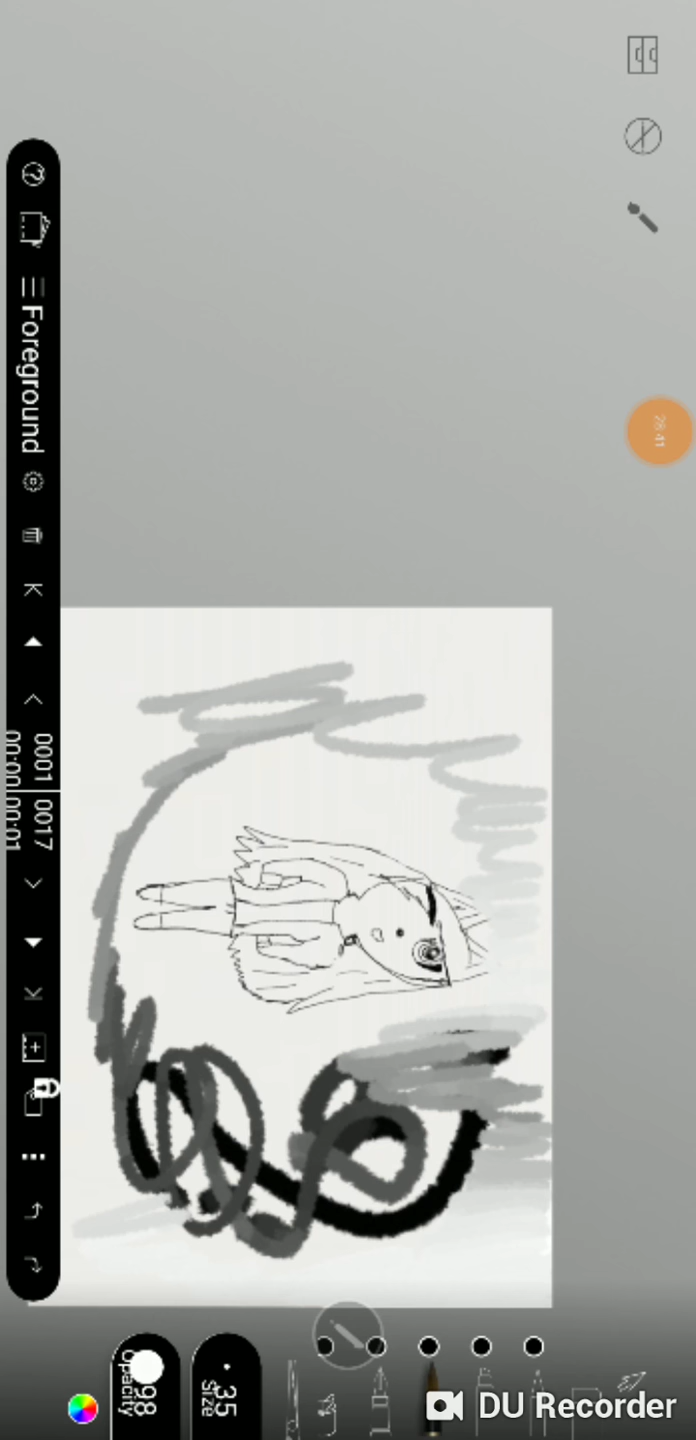 Foreground
0001 0017
00:00:00:01
98
Opacity
.35
Size
DU Recorder